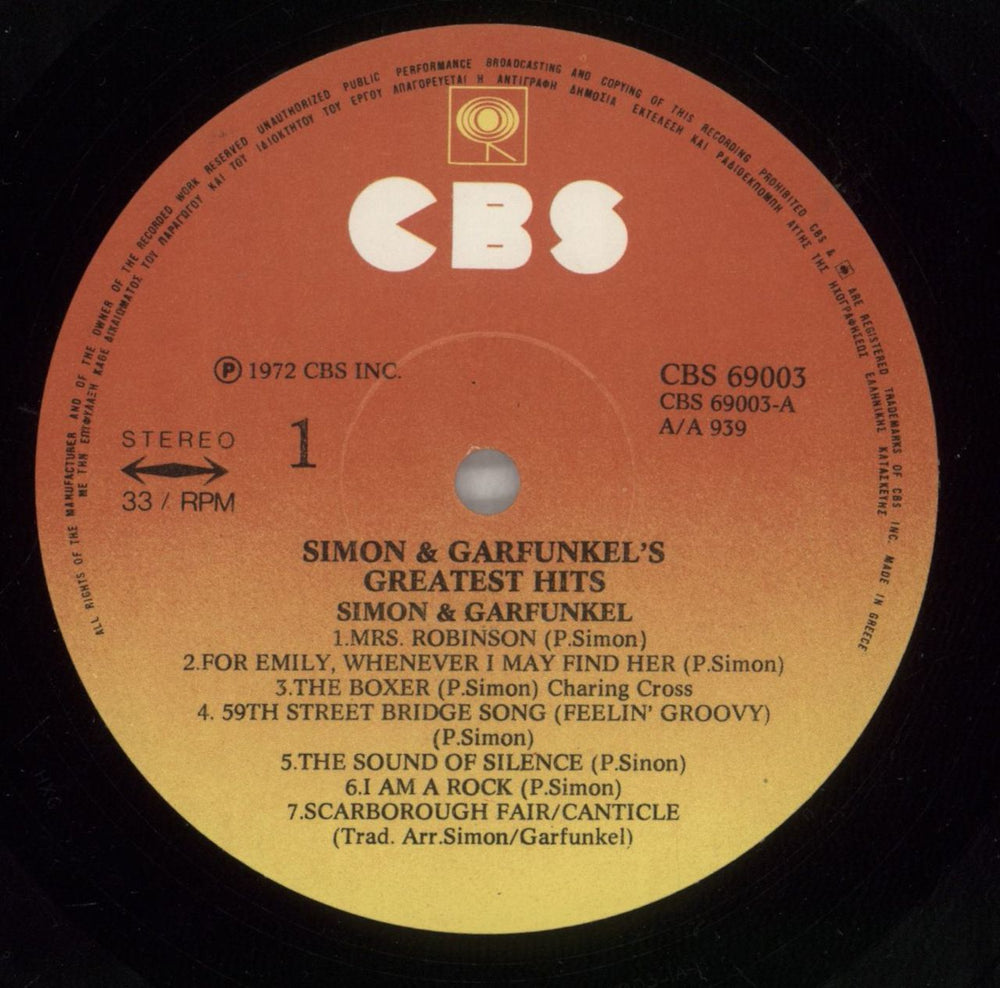 ALL RIGHTS OF THE MANUFACTURER AND OF THE OWNER OF THE RECORDED WORK RESERVED UNAUTHORIZED PUBLIC PERFORMANCE BROADCASTING AND COPYING OF THIS RECORDING PROHIBITED CBS & ARE REGISTERED TRADEMARKS OF CBS INC. MADE IN GREECE
ΜΕ ΤΗΝ ΕΠΙΦΥΛΑΞΗ ΚΑΘΕ ΔΙΚΑΙΩΜΑΤΟΣ ΤΟΥ ΠΑΡΑΓΩΓΟΥ ΚΑΙ ΤΟΥ ΙΔΙΟΚΤΗΤΟΥ ΤΟΥ ΕΡΓΟΥ ΑΠΑΓΟΡΕΥΕΤΑΙ Η ΑΝΤΙΓΡΑΦΗ ΔΗΜΟΣΙΑ ΕΚΤΕΛΕΣΗ ΚΑΙ ΡΑΔΙΟΕΚΠΟΜΠΗ ΑΥΤΗΣ ΤΗΣ ΗΧΟΓΡΑΦΗΣΕΩΣ ΕΛΛΗΝΙΚΗΣ ΚΑΤΑΣΚΕΥΗΣ
CBS
℗ 1972 CBS INC.
CBS 69003
CBS 69003-A
A/A 939
STEREO
1
33 / RPM
SIMON & GARFUNKEL'S
GREATEST HITS
SIMON & GARFUNKEL
1.MRS. ROBINSON (P.Simon)
2.FOR EMILY, WHENEVER I MAY FIND HER (P.Simon)
3.THE BOXER (P.Simon) Charing Cross
4. 59TH STREET BRIDGE SONG (FEELIN' GROOVY)
(P.Simon)
5.THE SOUND OF SILENCE (P.Sinon)
6.I AM A ROCK (P.Simon)
7.SCARBOROUGH FAIR/CANTICLE
(Trad. Arr.Simon/Garfunkel)